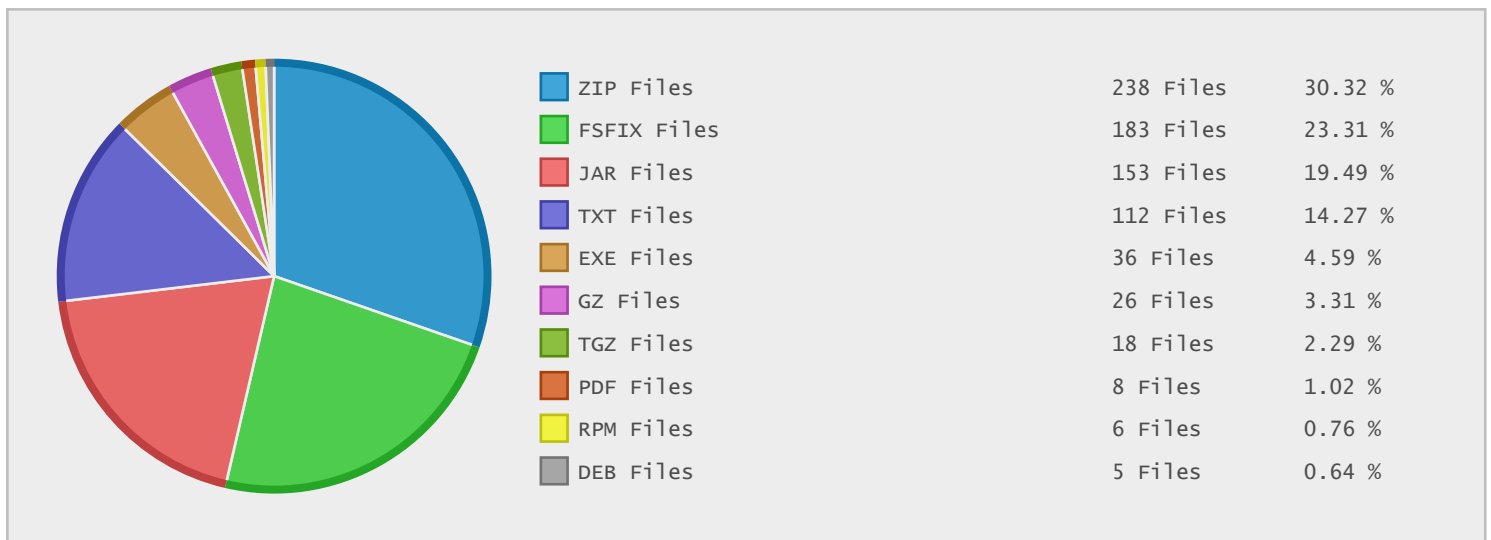 ZIP Files 238 Files 30.32 %
FSFIX Files 183 Files 23.31 %
JAR Files 153 Files 19.49 %
TXT Files 112 Files 14.27 %
EXE Files 36 Files 4.59 %
GZ Files 26 Files 3.31 %
TGZ Files 18 Files 2.29 %
PDF Files 8 Files 1.02 %
RPM Files 6 Files 0.76 %
DEB Files 5 Files 0.64 %